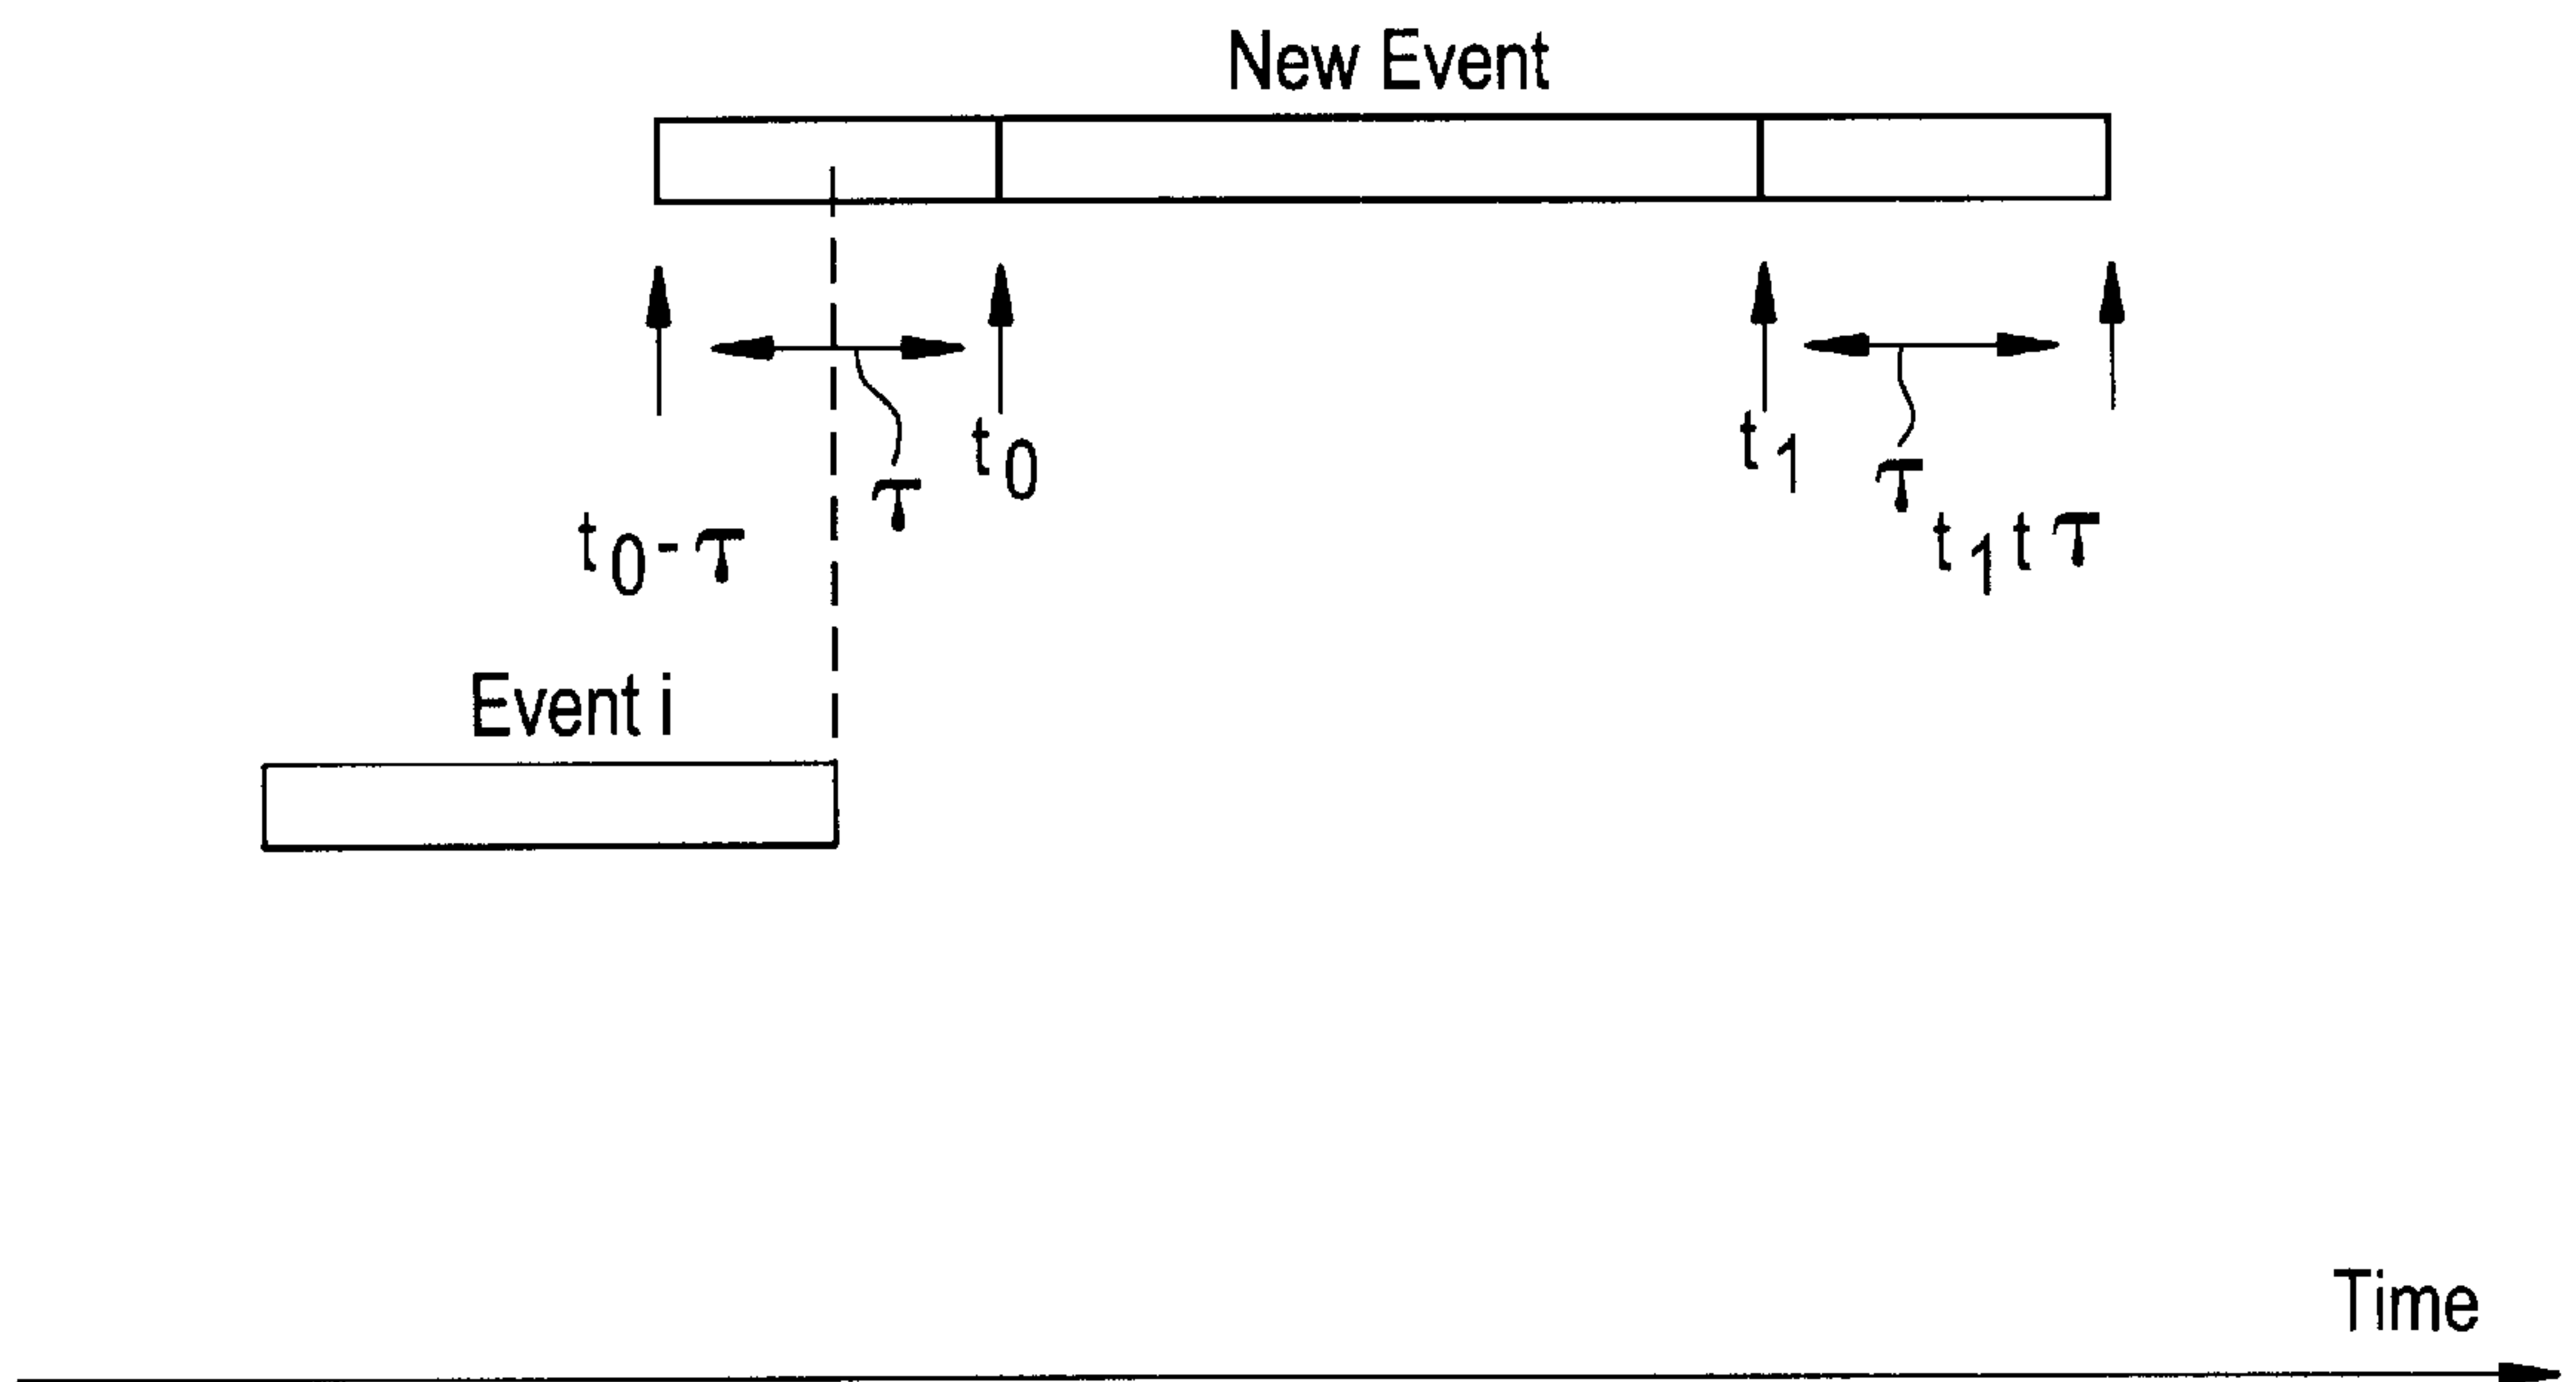 New Event
t0
t1
τ
τ
t0-τ
t1tτ
Event i
Time